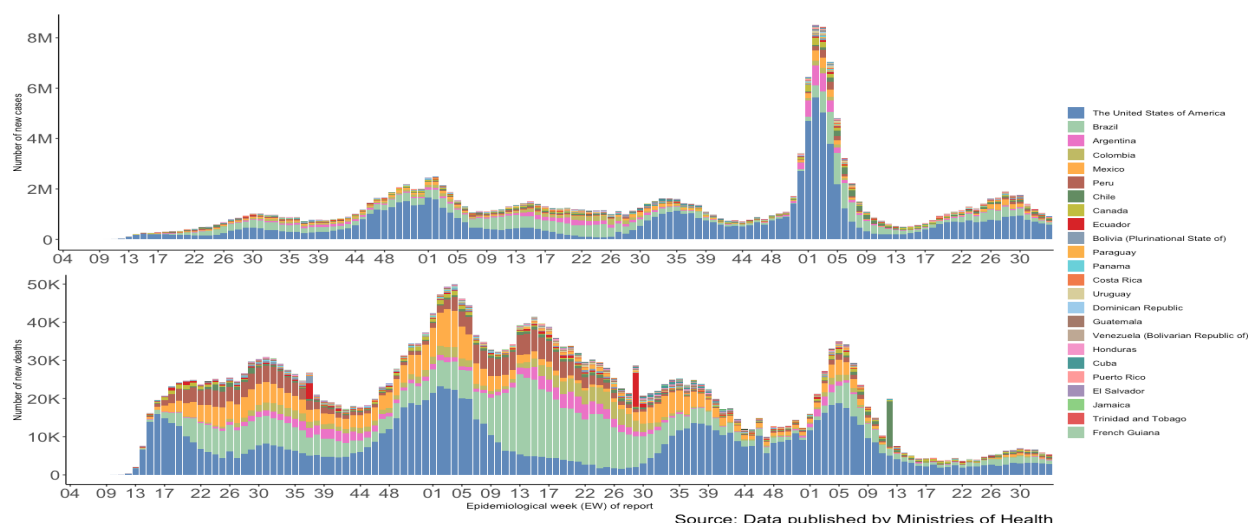 8M
6M
4M
2M
0
Number of new cases
04 09 13 17 22 26 30 35 39 44 48 01 05 09 13 17 22 26 30 35 39 44 48 01 05 09 13 17 22 26 30
50K
40K
30K
20K
10K
0
Number of new deaths
04 09 13 17 22 26 30 35 39 44 48 01 05 09 13 17 22 26 30 35 39 44 48 01 05 09 13 17 22 26 30
Epidemiological week (EW) of report
The United States of America
Brazil
Argentina
Colombia
Mexico
Peru
Chile
Canada
Ecuador
Bolivia (Plurinational State of)
Paraguay
Panama
Costa Rica
Uruguay
Dominican Republic
Guatemala
Venezuela (Bolivarian Republic of)
Honduras
Cuba
Puerto Rico
El Salvador
Jamaica
Trinidad and Tobago
French Guiana
Source: Data published by Ministries of Health